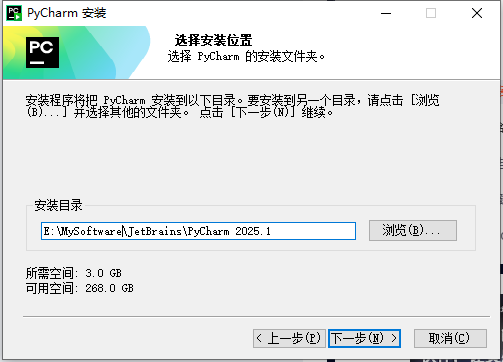 PyCharm 安装
PC
选择安装位置
选择 PyCharm 的安装文件夹。
安装程序将把 PyCharm 安装到以下目录。要安装到另一个目录，请点击 [浏览
(B)...] 并选择其他的文件夹。 点击 [下一步(N)] 继续。
安装目录
E:\MySoftware\JetBrains\PyCharm 2025.1
浏览(B)...
所需空间: 3.0 GB
可用空间: 268.0 GB
< 上一步(P)
下一步(N) >
取消(C)